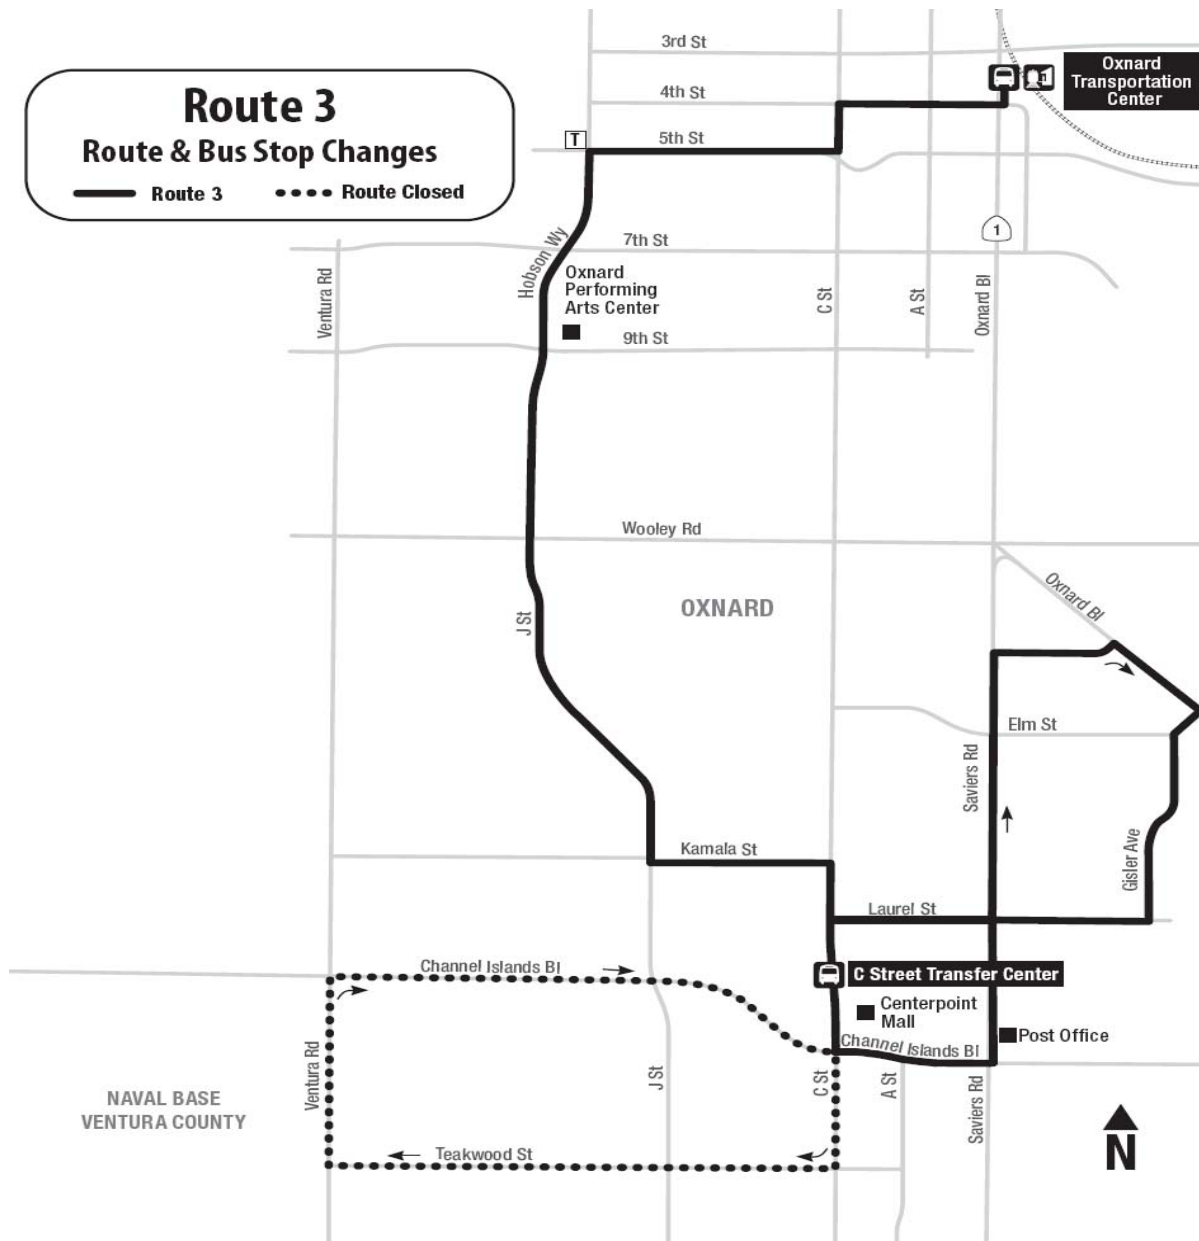 3rd St
Oxnard
Transportation
Center
Route 3
Route & Bus Stop Changes
Route 3
Route Closed
4th St
T
5th St
1
Hobson Wy
7th St
Oxnard
Performing
Arts Center
Ventura Rd
C St
A St
Oxnard Bl
9th St
Wooley Rd
Oxnard Bl
OXNARD
J St
Elm St
Saviers Rd
Kamala St
Gisler Ave
Laurel St
Channel Islands Bl
C Street Transfer Center
Centerpoint
Mall
Post Office
Channel Islands Bl
Ventura Rd
J St
C St
A St
Saviers Rd
NAVAL BASE
VENTURA COUNTY
Teakwood St
N